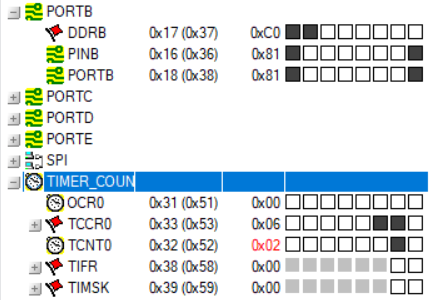 PORTB
DDRB 0x17 (0x37) 0xC0
PINB 0x16 (0x36) 0x81
PORTB 0x18 (0x38) 0x81
PORTC
PORTD
PORTE
SPI
TIMER_COUN
OCR0 0x31 (0x51) 0x00
TCCR0 0x33 (0x53) 0x06
TCNT0 0x32 (0x52) 0x02
TIFR 0x38 (0x58) 0x00
TIMSK 0x39 (0x59) 0x00